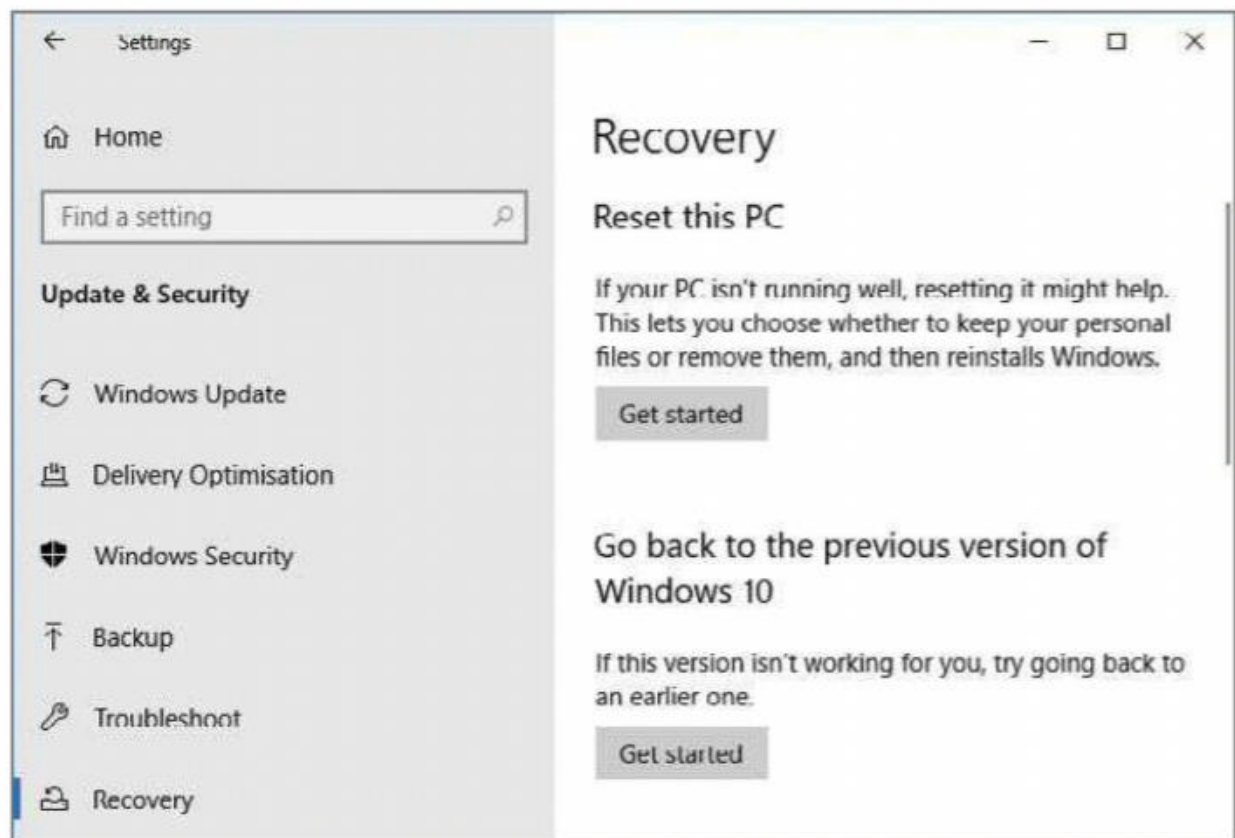 Settings
Home
Find a setting
Update & Security
Windows Update
Delivery Optimisation
Windows Security
Backup
Troubleshoot
Recovery
Recovery
Reset this PC
If your PC isn't running well, resetting it might help.
This lets you choose whether to keep your personal
files or remove them, and then reinstalls Windows.
Get started
Go back to the previous version of
Windows 10
If this version isn't working for you, try going back to
an earlier one.
Get started